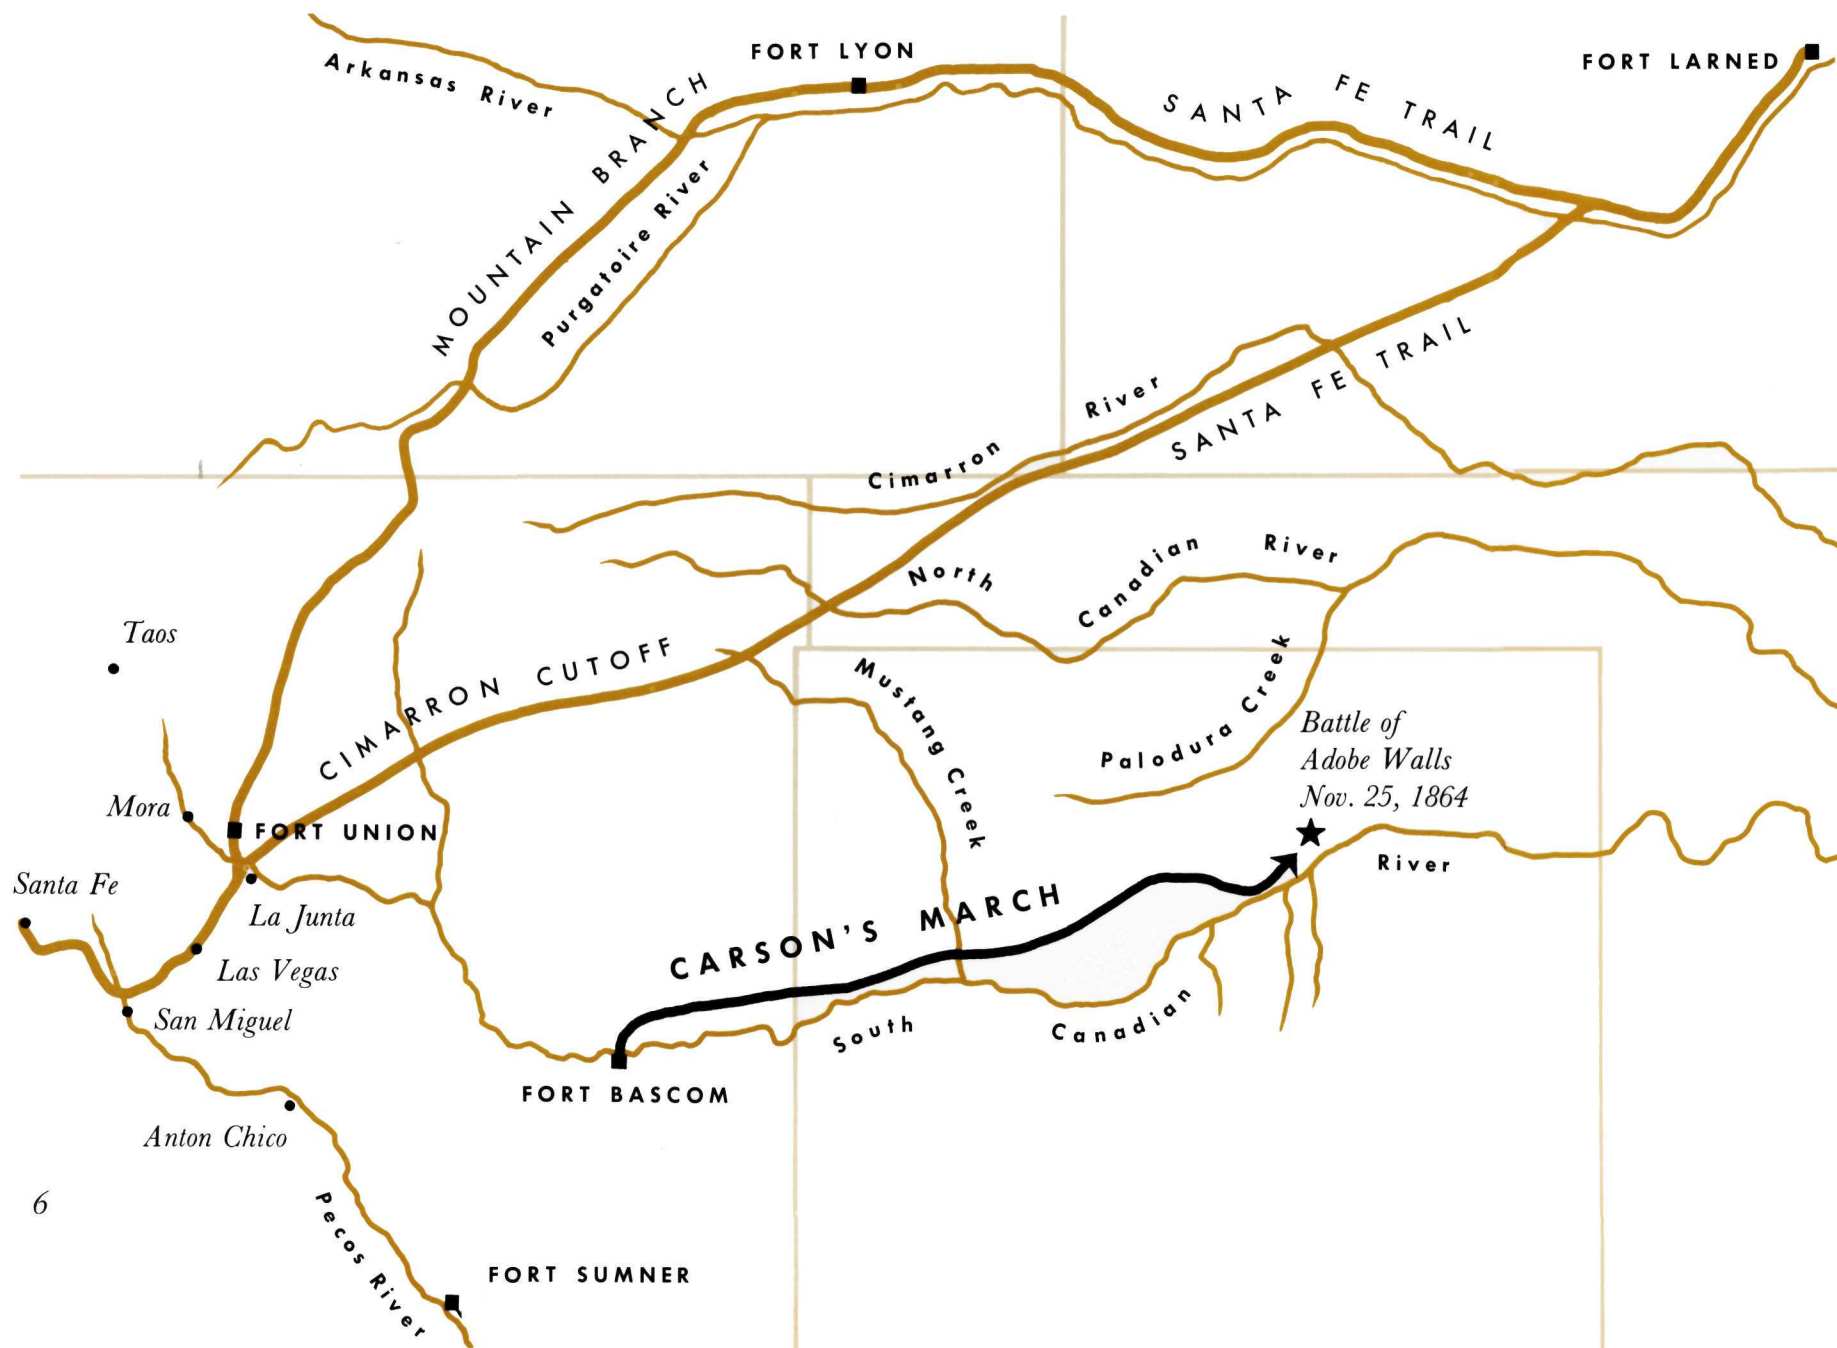 FORT LYON
FORT LARNED
Arkansas River
SANTA FE TRAIL
MOUNTAIN BRANCH
Purgatoire River
SANTA FE TRAIL
Cimarron River
North Canadian River
Taos
CIMARRON CUTOFF
Mustang Creek
Palodura Creek
Battle of
Adobe Walls
Nov. 25, 1864
Mora
FORT UNION
River
Santa Fe
La Junta
CARSON'S MARCH
Las Vegas
San Miguel
South Canadian
FORT BASCOM
Anton Chico
6
Pecos River
FORT SUMNER